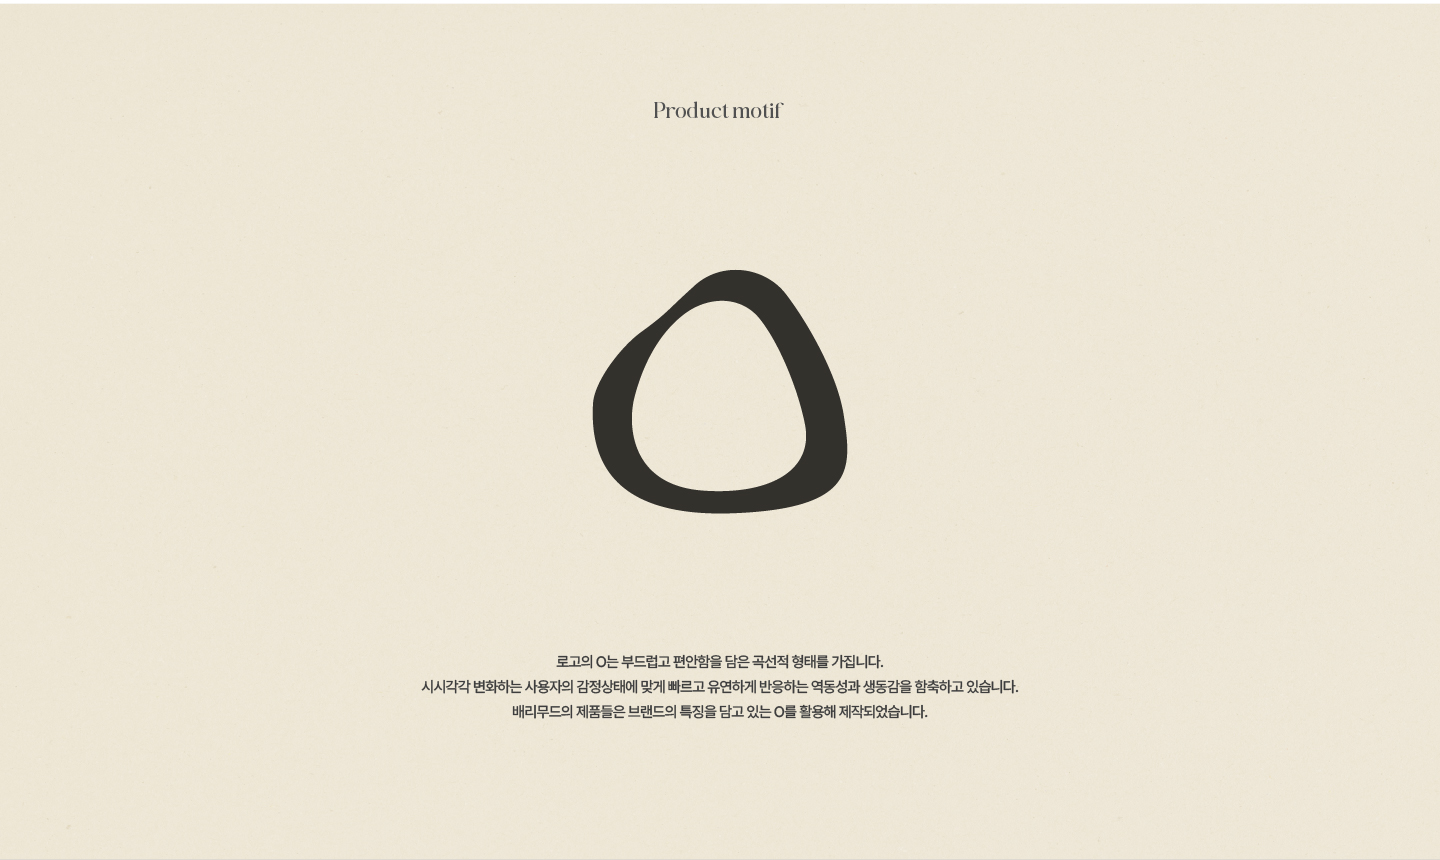 Product motif
로고의 O는 부드럽고 편안함을 담은 곡선적 형태를 가집니다.
시시각각 변화하는 사용자의 감정상태에 맞게 빠르고 유연하게 반응하는 역동성과 생동감을 함축하고 있습니다.
배리무드의 제품들은 브랜드의 특징을 담고 있는 O를 활용해 제작되었습니다.